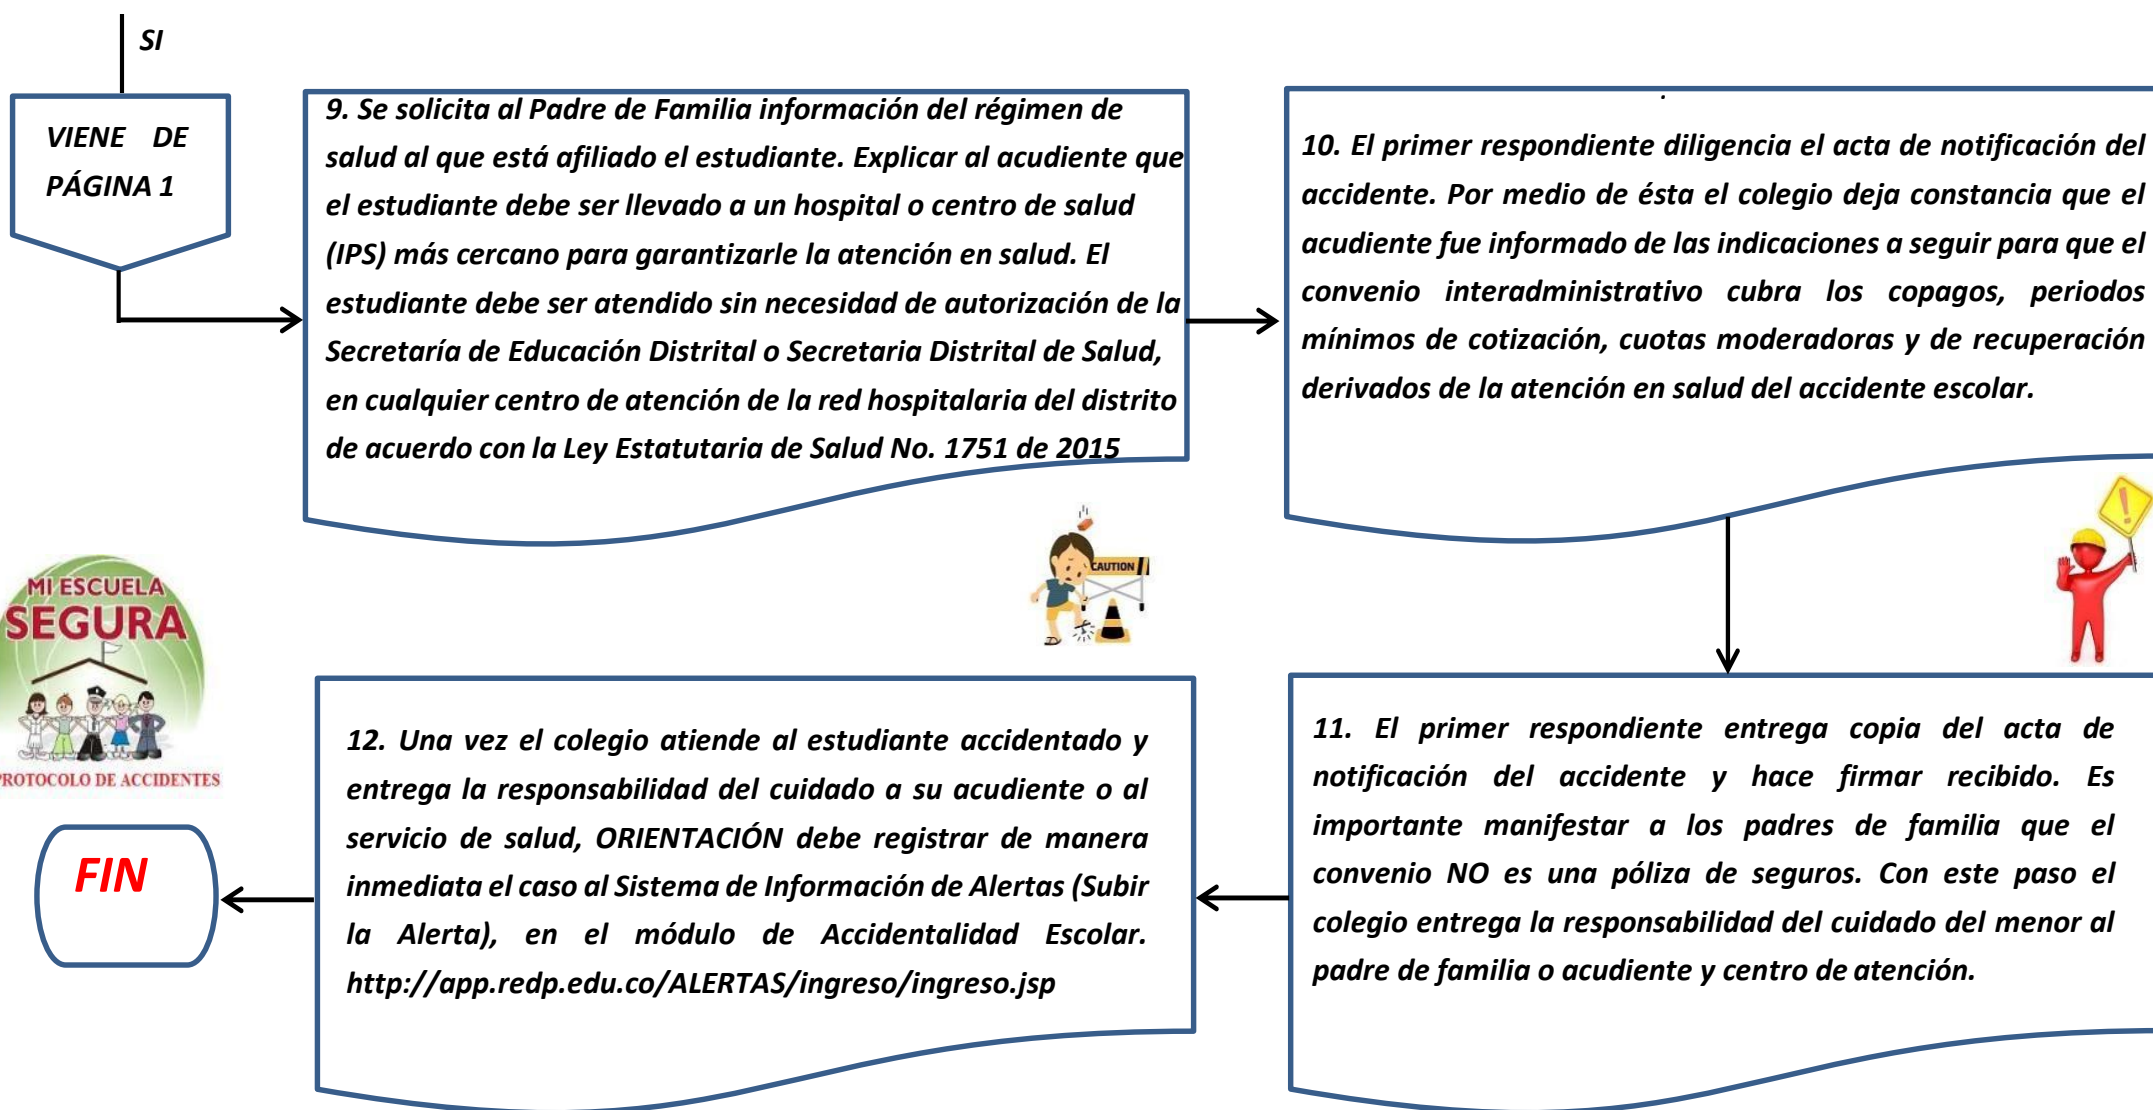 SI
VIENE DE
PÁGINA 1
9. Se solicita al Padre de Familia información del régimen de
salud al que está afiliado el estudiante. Explicar al acudiente que
el estudiante debe ser llevado a un hospital o centro de salud
(IPS) más cercano para garantizarle la atención en salud. El
estudiante debe ser atendido sin necesidad de autorización de la
Secretaría de Educación Distrital o Secretaria Distrital de Salud,
en cualquier centro de atención de la red hospitalaria del distrito
de acuerdo con la Ley Estatutaria de Salud No. 1751 de 2015
.
10. El primer respondiente diligencia el acta de notificación del
accidente. Por medio de ésta el colegio deja constancia que el
acudiente fue informado de las indicaciones a seguir para que el
convenio interadministrativo cubra los copagos, periodos
mínimos de cotización, cuotas moderadoras y de recuperación
derivados de la atención en salud del accidente escolar.
CAUTION
!
MI ESCUELA
SEGURA
PROTOCOLO DE ACCIDENTES
11. El primer respondiente entrega copia del acta de
notificación del accidente y hace firmar recibido. Es
importante manifestar a los padres de familia que el
convenio NO es una póliza de seguros. Con este paso el
colegio entrega la responsabilidad del cuidado del menor al
padre de familia o acudiente y centro de atención.
12. Una vez el colegio atiende al estudiante accidentado y
entrega la responsabilidad del cuidado a su acudiente o al
servicio de salud, ORIENTACIÓN debe registrar de manera
inmediata el caso al Sistema de Información de Alertas (Subir
la Alerta), en el módulo de Accidentalidad Escolar.
http://app.redp.edu.co/ALERTAS/ingreso/ingreso.jsp
FIN